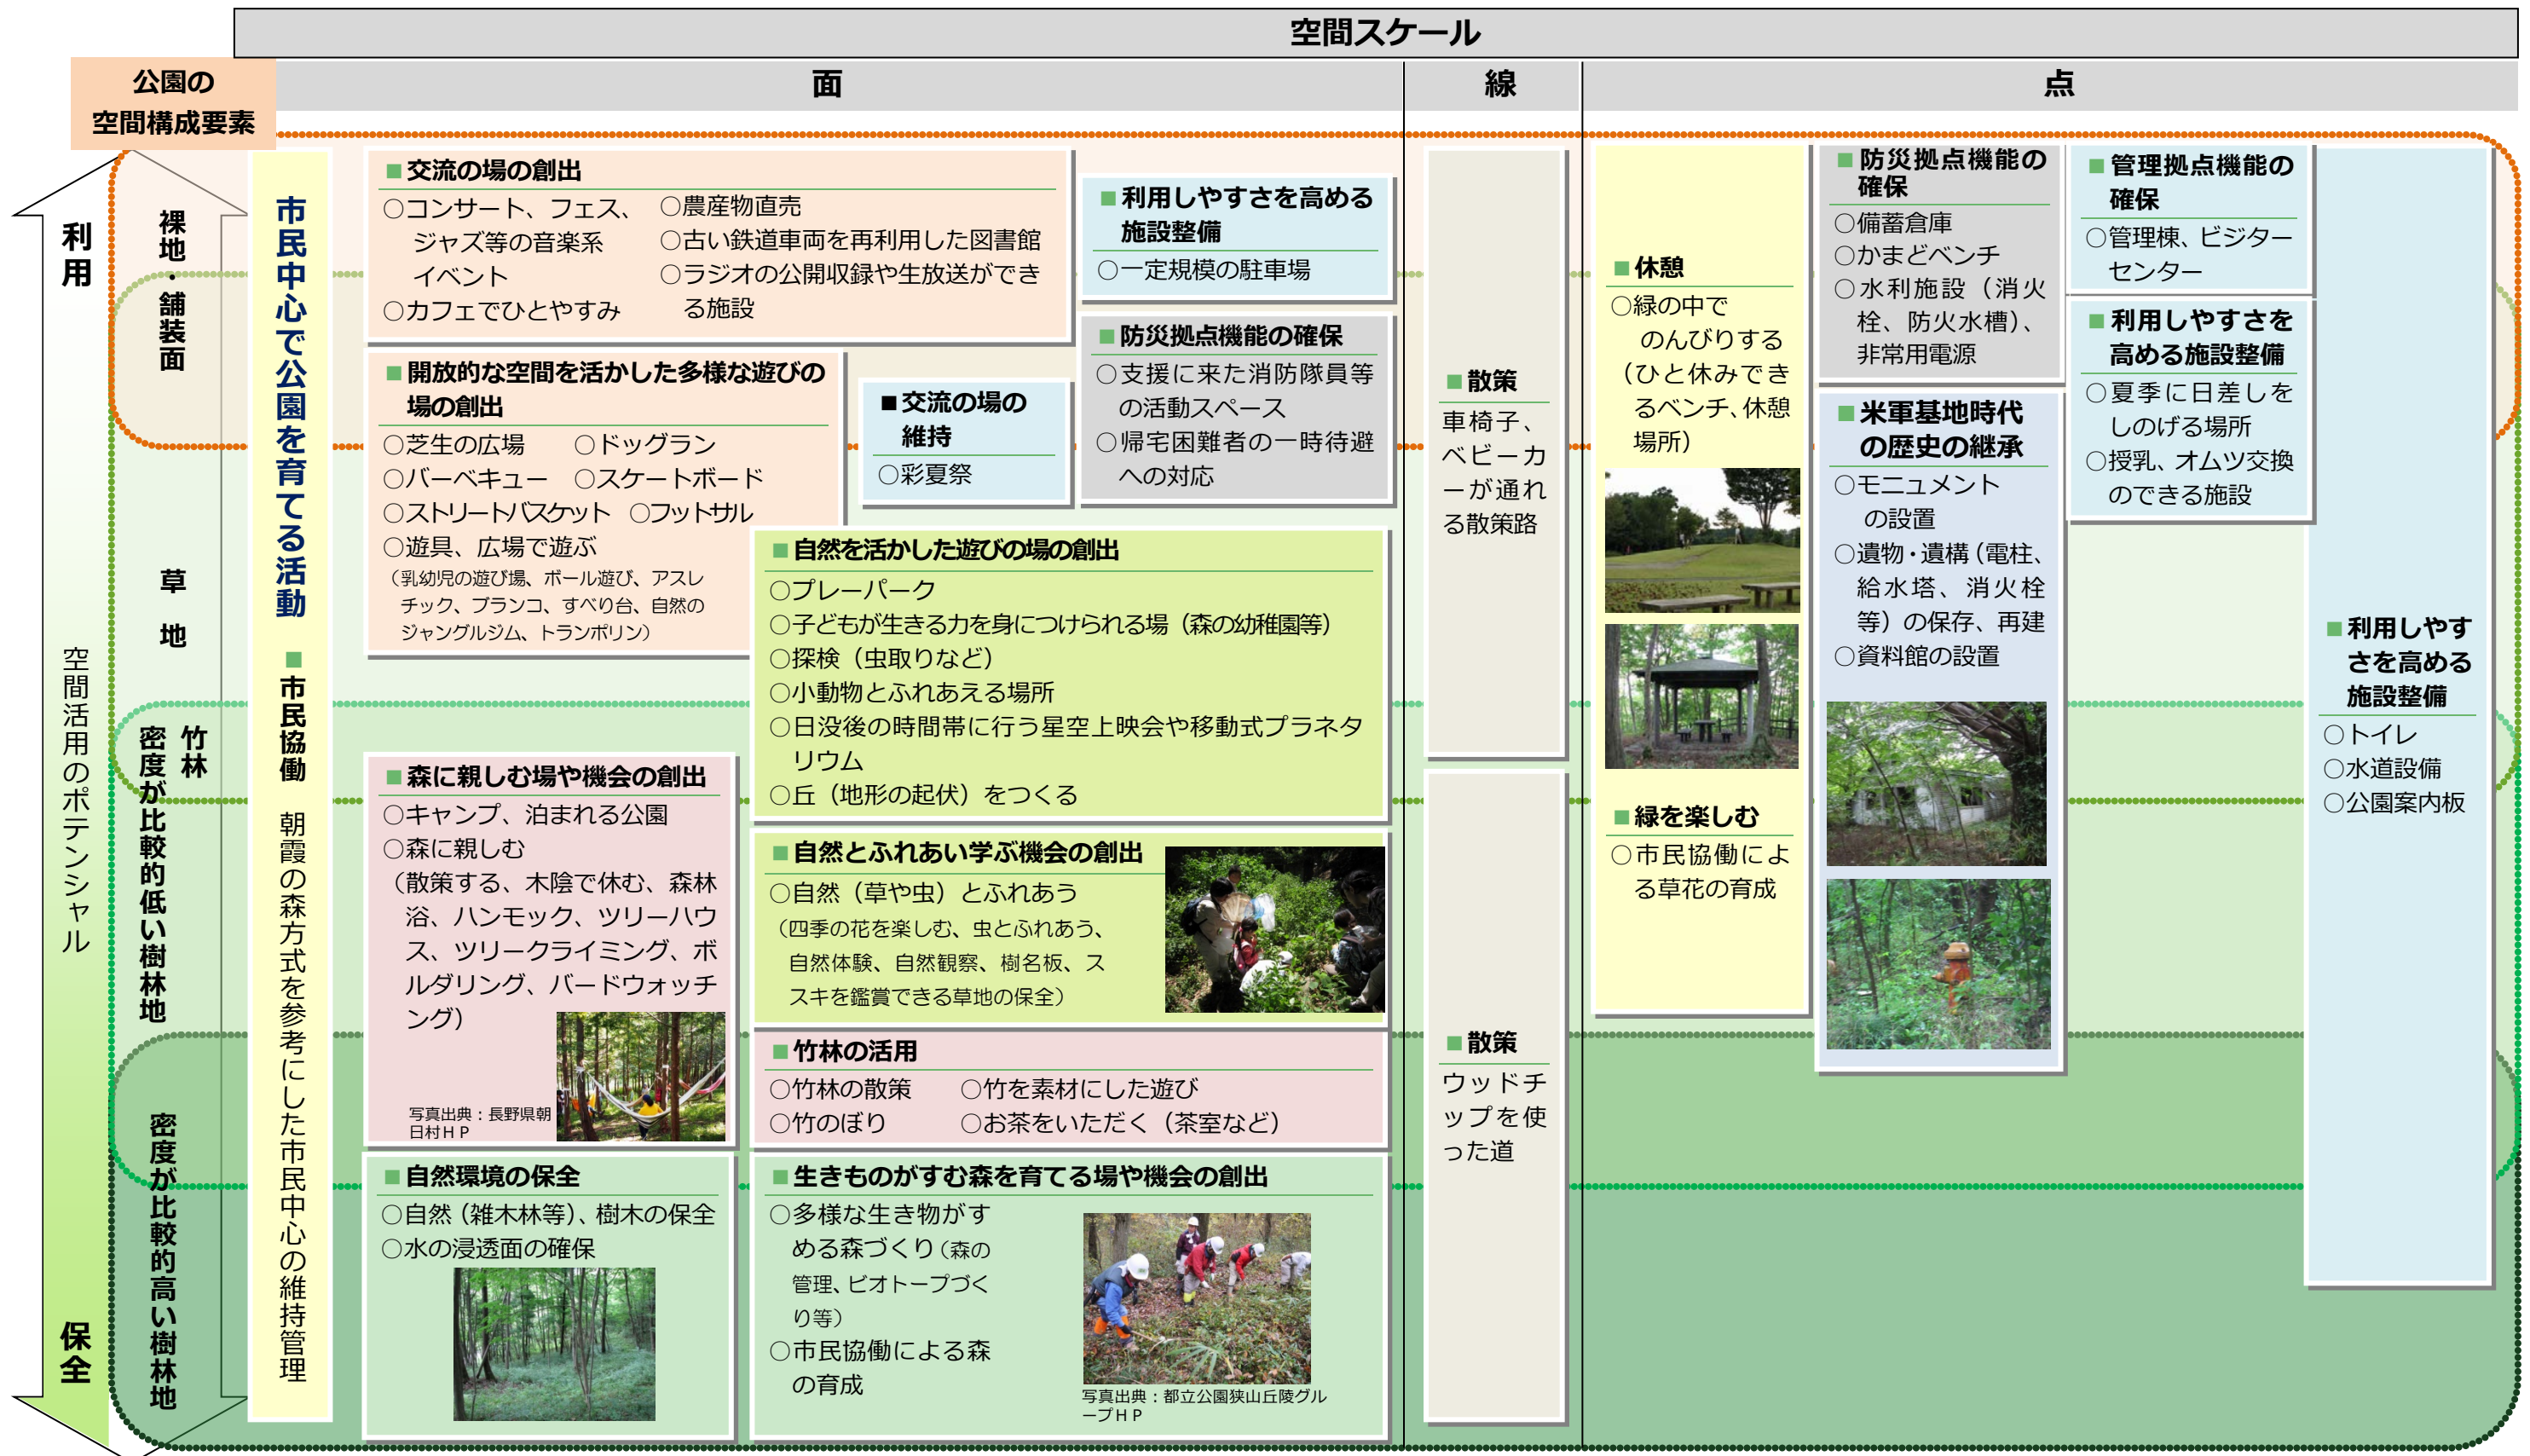 空間スケール
公園の
空間構成要素
面
線
点
利用
保全
空間活用のポテンシャル
裸地・舗装面
草地
竹林
密度が比較的低い樹林地
密度が比較的高い樹林地
市民中心で公園を育てる活動
■市民協働
朝霞の森方式を参考にした市民中心の維持管理
■交流の場の創出
○コンサート、フェス、
ジャズ等の音楽系
イベント
○カフェでひとやすみ
○農産物直売
○古い鉄道車両を再利用した図書館
○ラジオの公開収録や生放送ができ
る施設
■利用しやすさを高める
施設整備
○一定規模の駐車場
■開放的な空間を活かした多様な遊びの
場の創出
○芝生の広場 ○ドッグラン
○バーベキュー ○スケートボード
○ストリートバスケット ○フットサル
○遊具、広場で遊ぶ
（乳幼児の遊び場、ボール遊び、アスレ
チック、ブランコ、すべり台、自然の
ジャングルジム、トランポリン）
■交流の場の
維持
○彩夏祭
■防災拠点機能の確保
○支援に来た消防隊員等
の活動スペース
○帰宅困難者の一時待避
への対応
■自然を活かした遊びの場の創出
○プレーパーク
○子どもが生きる力を身につけられる場（森の幼稚園等）
○探検（虫取りなど）
○小動物とふれあえる場所
○日没後の時間帯に行う星空上映会や移動式プラネタ
リウム
○丘（地形の起伏）をつくる
■森に親しむ場や機会の創出
○キャンプ、泊まれる公園
○森に親しむ
（散策する、木陰で休む、森林
浴、ハンモック、ツリーハウ
ス、ツリークライミング、ボ
ルダリング、バードウォッチ
ング）
写真出典：長野県朝
日村ＨＰ
■自然とふれあい学ぶ機会の創出
○自然（草や虫）とふれあう
（四季の花を楽しむ、虫とふれあう、
自然体験、自然観察、樹名板、ス
スキを鑑賞できる草地の保全）
■竹林の活用
○竹林の散策 ○竹を素材にした遊び
○竹のぼり ○お茶をいただく（茶室など）
■自然環境の保全
○自然（雑木林等）、樹木の保全
○水の浸透面の確保
■生きものがすむ森を育てる場や機会の創出
○多様な生き物がす
める森づくり（森の
管理、ビオトープづく
り等）
○市民協働による森
の育成
写真出典：都立公園狭山丘陵グル
ープＨＰ
■散策
車椅子、
ベビーカ
ーが通れ
る散策路
■散策
ウッドチ
ップを使
った道
■休憩
○緑の中で
のんびりする
（ひと休みでき
るベンチ、休憩
場所）
■緑を楽しむ
○市民協働によ
る草花の育成
■防災拠点機能の
確保
○備蓄倉庫
○かまどベンチ
○水利施設（消火
栓、防火水槽）、
非常用電源
■米軍基地時代
の歴史の継承
○モニュメント
の設置
○遺物・遺構（電柱、
給水塔、消火栓
等）の保存、再建
○資料館の設置
■管理拠点機能の
確保
○管理棟、ビジター
センター
■利用しやすさを
高める施設整備
○夏季に日差しを
しのげる場所
○授乳、オムツ交換
のできる施設
■利用しやす
さを高める
施設整備
○トイレ
○水道設備
○公園案内板